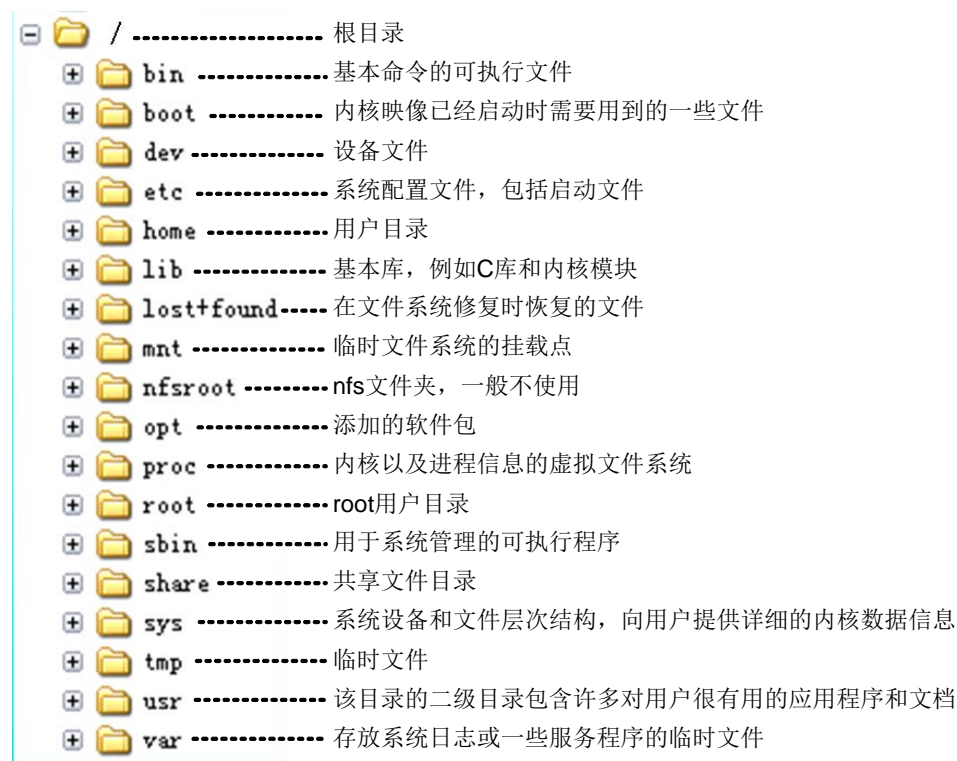 / 根目录
bin 基本命令的可执行文件
boot 内核映像已经启动时需要用到的一些文件
dev 设备文件
etc 系统配置文件，包括启动文件
home 用户目录
lib 基本库，例如C库和内核模块
lost+found 在文件系统修复时恢复的文件
mnt 临时文件系统的挂载点
nfsroot nfs文件夹，一般不使用
opt 添加的软件包
proc 内核以及进程信息的虚拟文件系统
root root用户目录
sbin 用于系统管理的可执行程序
share 共享文件目录
sys 系统设备和文件层次结构，向用户提供详细的内核数据信息
tmp 临时文件
usr 该目录的二级目录包含许多对用户很有用的应用程序和文档
var 存放系统日志或一些服务程序的临时文件